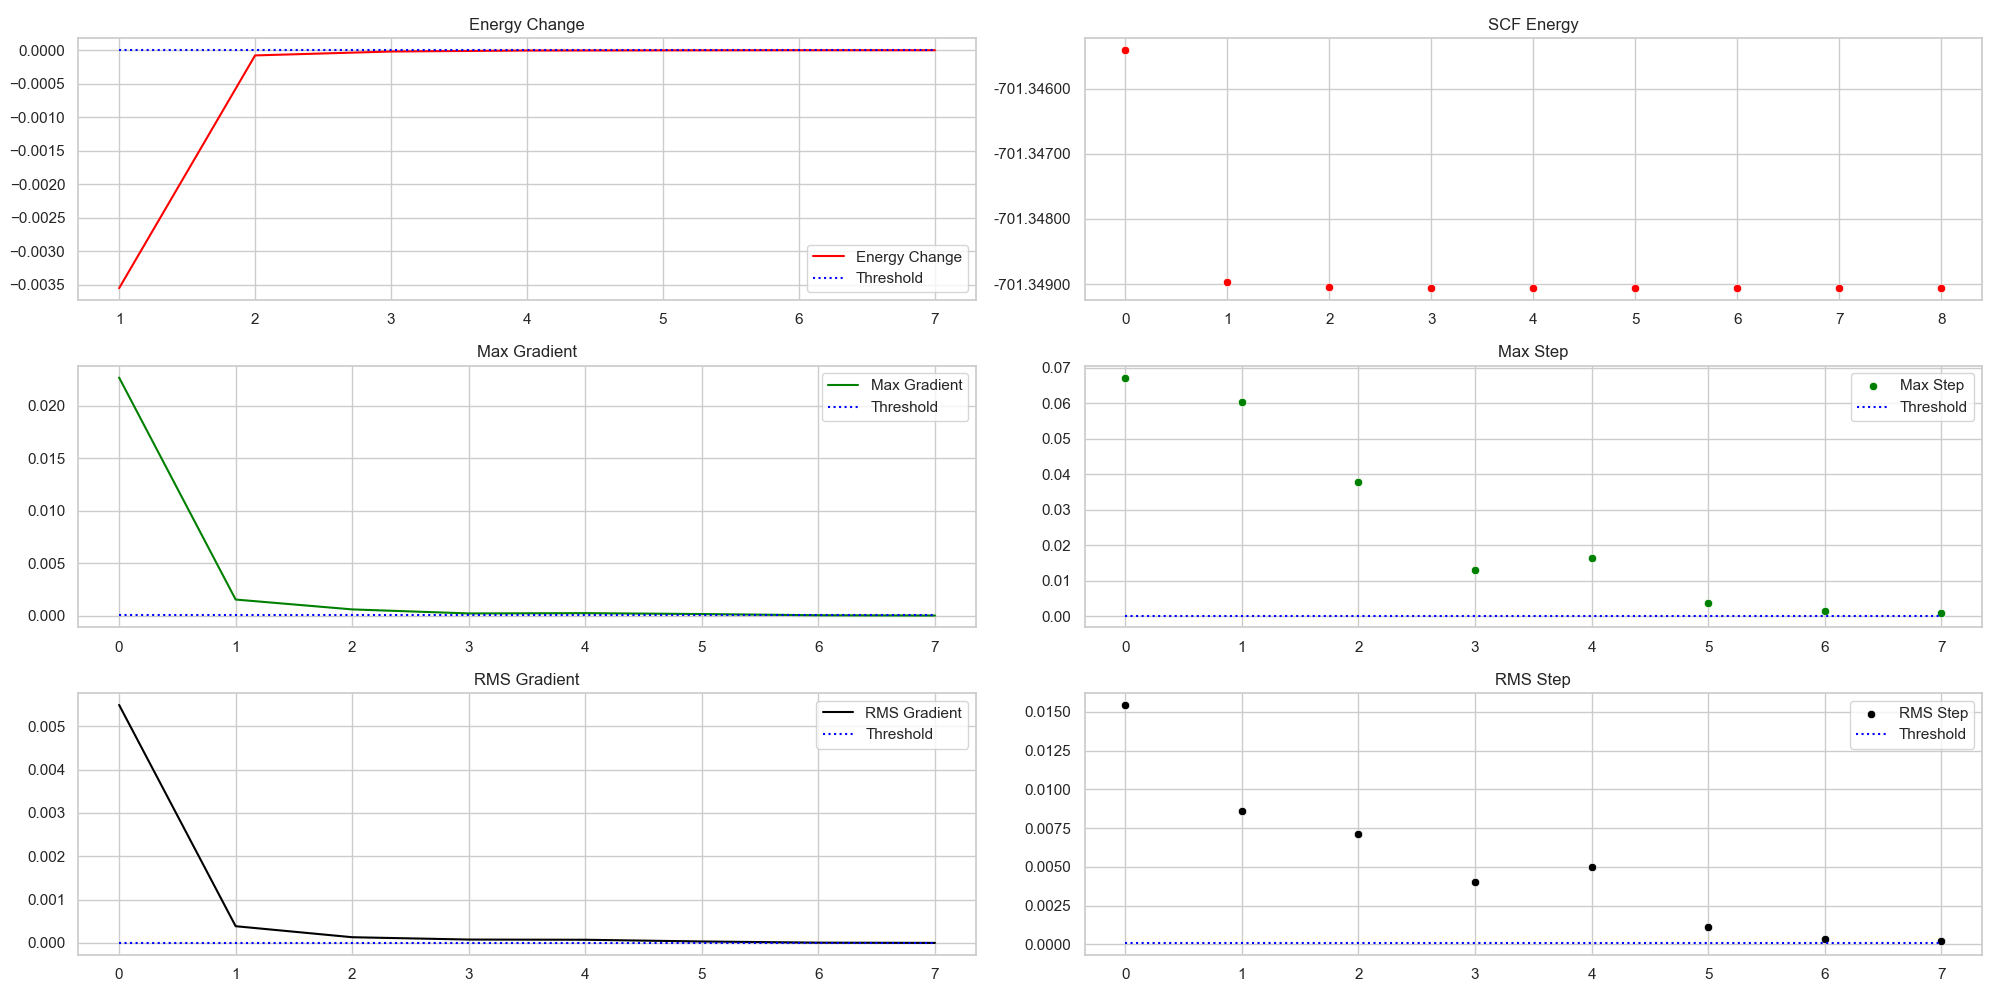 Energy Change
0.0000
−0.0005
−0.0010
−0.0015
−0.0020
−0.0025
−0.0030
−0.0035
Energy Change
Threshold
1 2 3 4 5 6 7
SCF Energy
-701.34600
-701.34700
-701.34800
-701.34900
0 1 2 3 4 5 6 7 8
Max Gradient
Max Gradient
Threshold
0.020
0.015
0.010
0.005
0.000
0 1 2 3 4 5 6 7
Max Step
0.07
Max Step
Threshold
0.06
0.05
0.04
0.03
0.02
0.01
0.00
0 1 2 3 4 5 6 7
RMS Gradient
RMS Gradient
Threshold
0.005
0.004
0.003
0.002
0.001
0.000
0 1 2 3 4 5 6 7
RMS Step
RMS Step
Threshold
0.0150
0.0125
0.0100
0.0075
0.0050
0.0025
0.0000
0 1 2 3 4 5 6 7